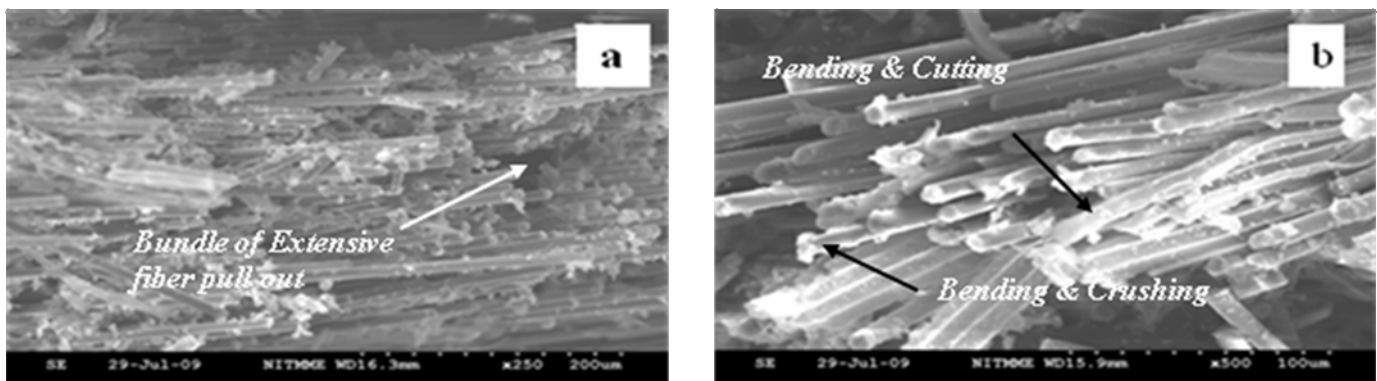 a
Bundle of Extensive
fiber pull out
SE 29-Jul-09 NITMME WD16.3mm x250 200um
b
Bending & Cutting
Bending & Crushing
SE 29-Jul-09 NITMME WD15.9mm x500 100um